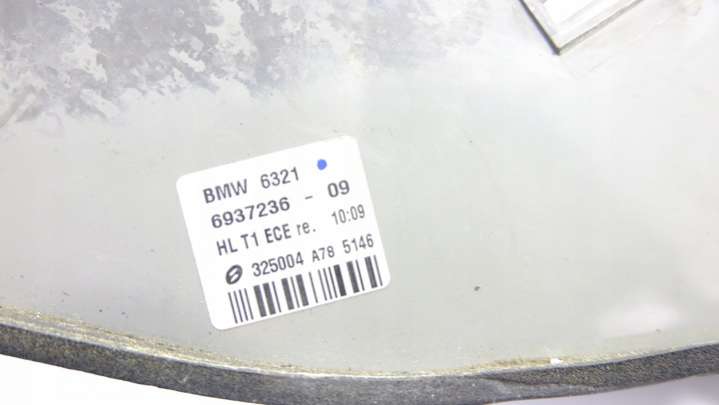 BMW 6321
6937236 - 09
HL T1 ECE re. 10:09
325004 A78 5146